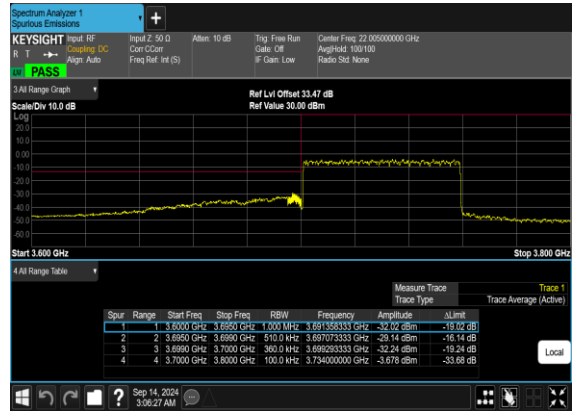 Spectrum Analyzer 1
Spurious Emissions
+
KEYSIGHT Input: RF Input Z: 50 Ω Atten: 10 dB Trig: Free Run Center Freq: 22.005000000 GHz
R T Coupling: DC Corr CCorr Gate: Off Avg|Hold: 100/100
Align: Auto Freq Ref: Int (S) IF Gain: Low Radio Std: None
PASS
3 All Range Graph
Ref Lvl Offset 33.47 dB
Scale/Div 10.0 dB Ref Value 30.00 dBm
Log
20.0
10.0
0.00
-10.0
-20.0
-30.0
-40.0
-50.0
-60.0
Start 3.600 GHz Stop 3.800 GHz
4 All Range Table
Measure Trace Trace 1
Trace Type Trace Average (Active)
Spur Range Start Freq Stop Freq RBW Frequency Amplitude ΔLimit
1 1 3.6000 GHz 3.6950 GHz 1.000 MHz 3.691358333 GHz -32.02 dBm -19.02 dB
2 2 3.6950 GHz 3.6990 GHz 510.0 kHz 3.697073333 GHz -29.14 dBm -16.14 dB
3 3 3.6990 GHz 3.7000 GHz 360.0 kHz 3.699293333 GHz -32.24 dBm -19.24 dB
4 4 3.7000 GHz 3.8000 GHz 100.0 kHz 3.734000000 GHz -3.678 dBm -33.68 dB
Local
? Sep 14, 2024
3:06:27 AM